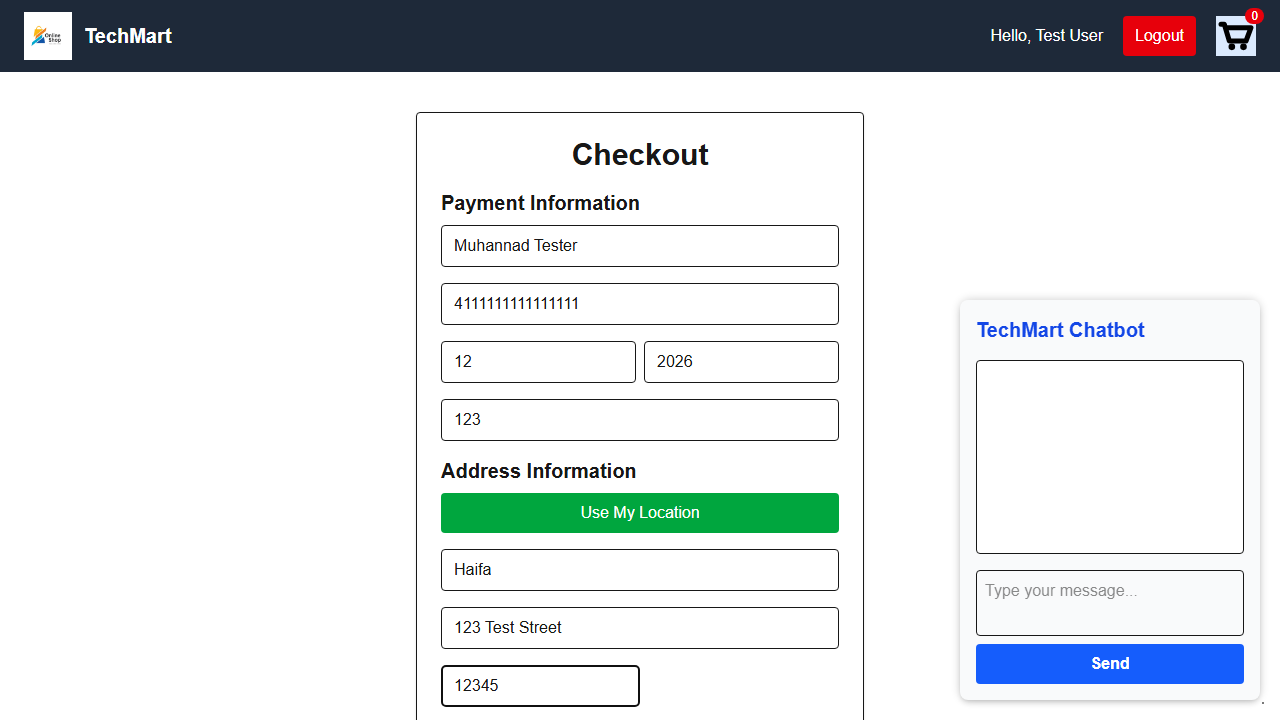 Online
Shop
TechMart
Hello, Test User
Logout
0
Checkout
Payment Information
Muhannad Tester
4111111111111111
12
2026
123
Address Information
Use My Location
Haifa
123 Test Street
12345
TechMart Chatbot
Type your message...
Send
.